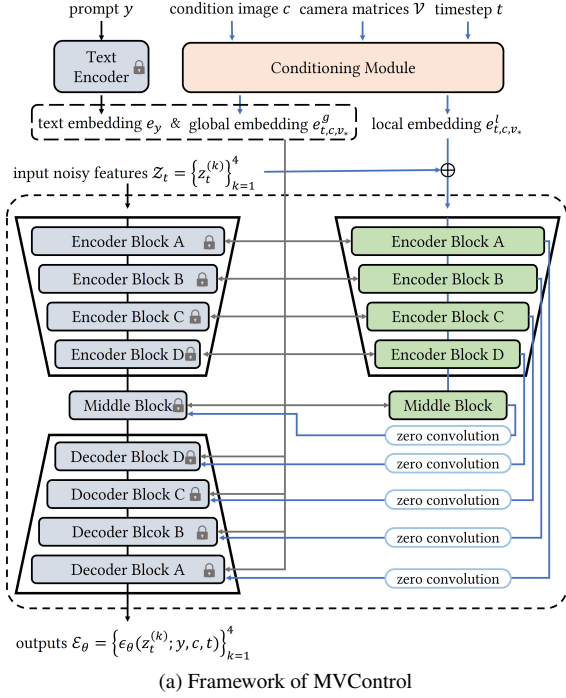 prompt y
condition image c
camera matrices 𝒱
timestep t
Text
Encoder
Conditioning Module
text embedding e_y & global embedding e^g_{t,c,v_*}
local embedding e^l_{t,c,v_*}
input noisy features 𝒵_t = {z_t^{(k)}}_{k=1}^4
Encoder Block A
Encoder Block A
Encoder Block B
Encoder Block B
Encoder Block C
Encoder Block C
Encoder Block D
Encoder Block D
Middle Block
Middle Block
zero convolution
Decoder Block D
zero convolution
Docoder Block C
zero convolution
Decoder Blcok B
zero convolution
Decoder Block A
zero convolution
outputs ℰ_θ = {ϵ_θ(z_t^{(k)}; y, c, t)}_{k=1}^4
(a) Framework of MVControl